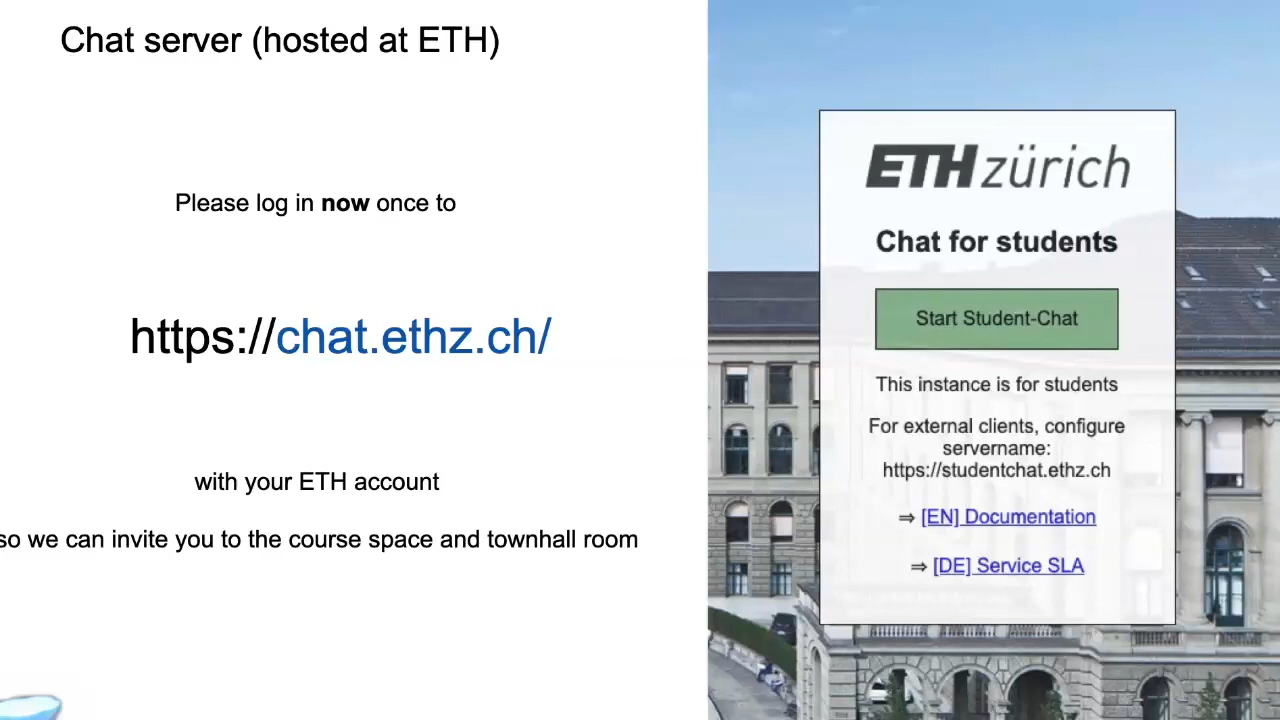 Chat server (hosted at ETH)
Please log in now once to
https://chat.ethz.ch/
with your ETH account
so we can invite you to the course space and townhall room
ETH zürich
Chat for students
Start Student-Chat
This instance is for students
For external clients, configure
servername:
https://studentchat.ethz.ch
⇒ [EN] Documentation
⇒ [DE] Service SLA